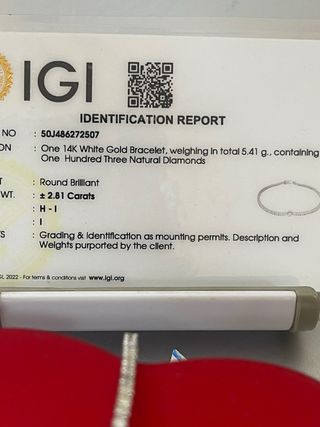 IGI
IDENTIFICATION REPORT
NO : 50J486272507
ON : One 14K White Gold Bracelet, weighing in total 5.41 g., containing
One Hundred Three Natural Diamonds
T : Round Brilliant
WT. : ± 2.81 Carats
: H - I
: I
TS : Grading & Identification as mounting permits. Description and
Weights purported by the client.
GI, 2022 - For terms & conditions visit www.igi.org